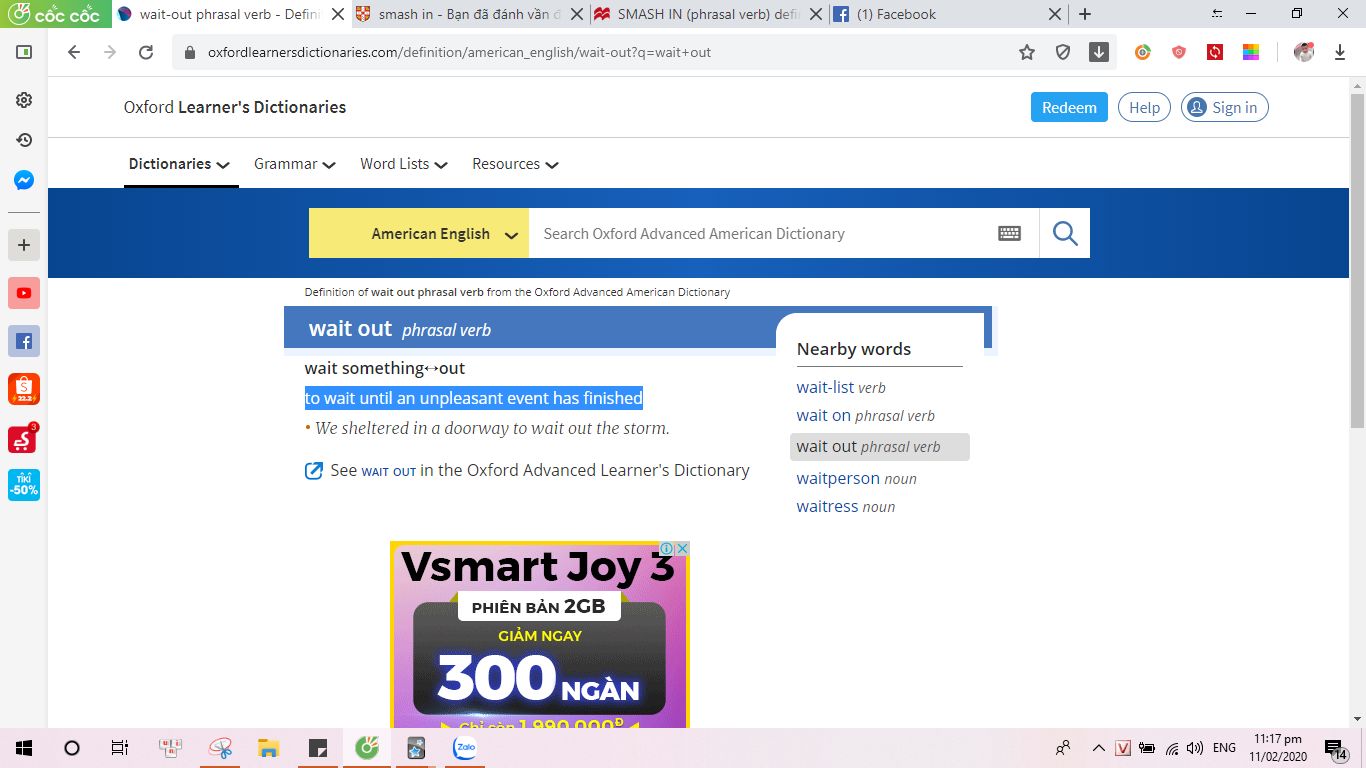 cốc cốc
wait-out phrasal verb - Defini
smash in - Bạn đã đánh vần đ
SMASH IN (phrasal verb) defi
(1) Facebook
oxfordlearnersdictionaries.com/definition/american_english/wait-out?q=wait+out
Oxford Learner's Dictionaries
Redeem
Help
Sign in
Dictionaries
Grammar
Word Lists
Resources
American English
Search Oxford Advanced American Dictionary
Definition of wait out phrasal verb from the Oxford Advanced American Dictionary
wait out phrasal verb
wait something↔out
to wait until an unpleasant event has finished
• We sheltered in a doorway to wait out the storm.
See WAIT OUT in the Oxford Advanced Learner's Dictionary
Nearby words
wait-list verb
wait on phrasal verb
wait out phrasal verb
waitperson noun
waitress noun
22.2
3
TIKI
-50%
Vsmart Joy 3
PHIÊN BẢN 2GB
GIẢM NGAY
300 NGÀN
Chỉ còn 1.990.000Đ
Zalo
V
ENG
11:17 pm
11/02/2020
14